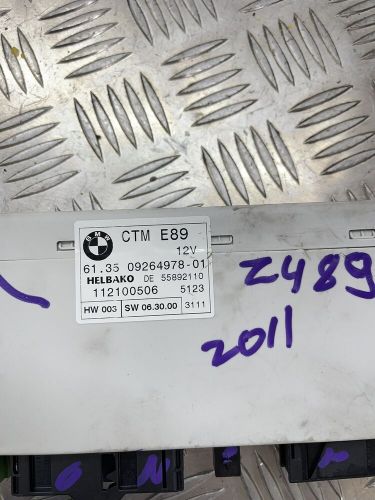 BMW
CTM E89
12V
61.35 09264978-01
HELBAKO DE 55892110
112100506 5123
HW 003 SW 06.30.00 3111
Z489
2011